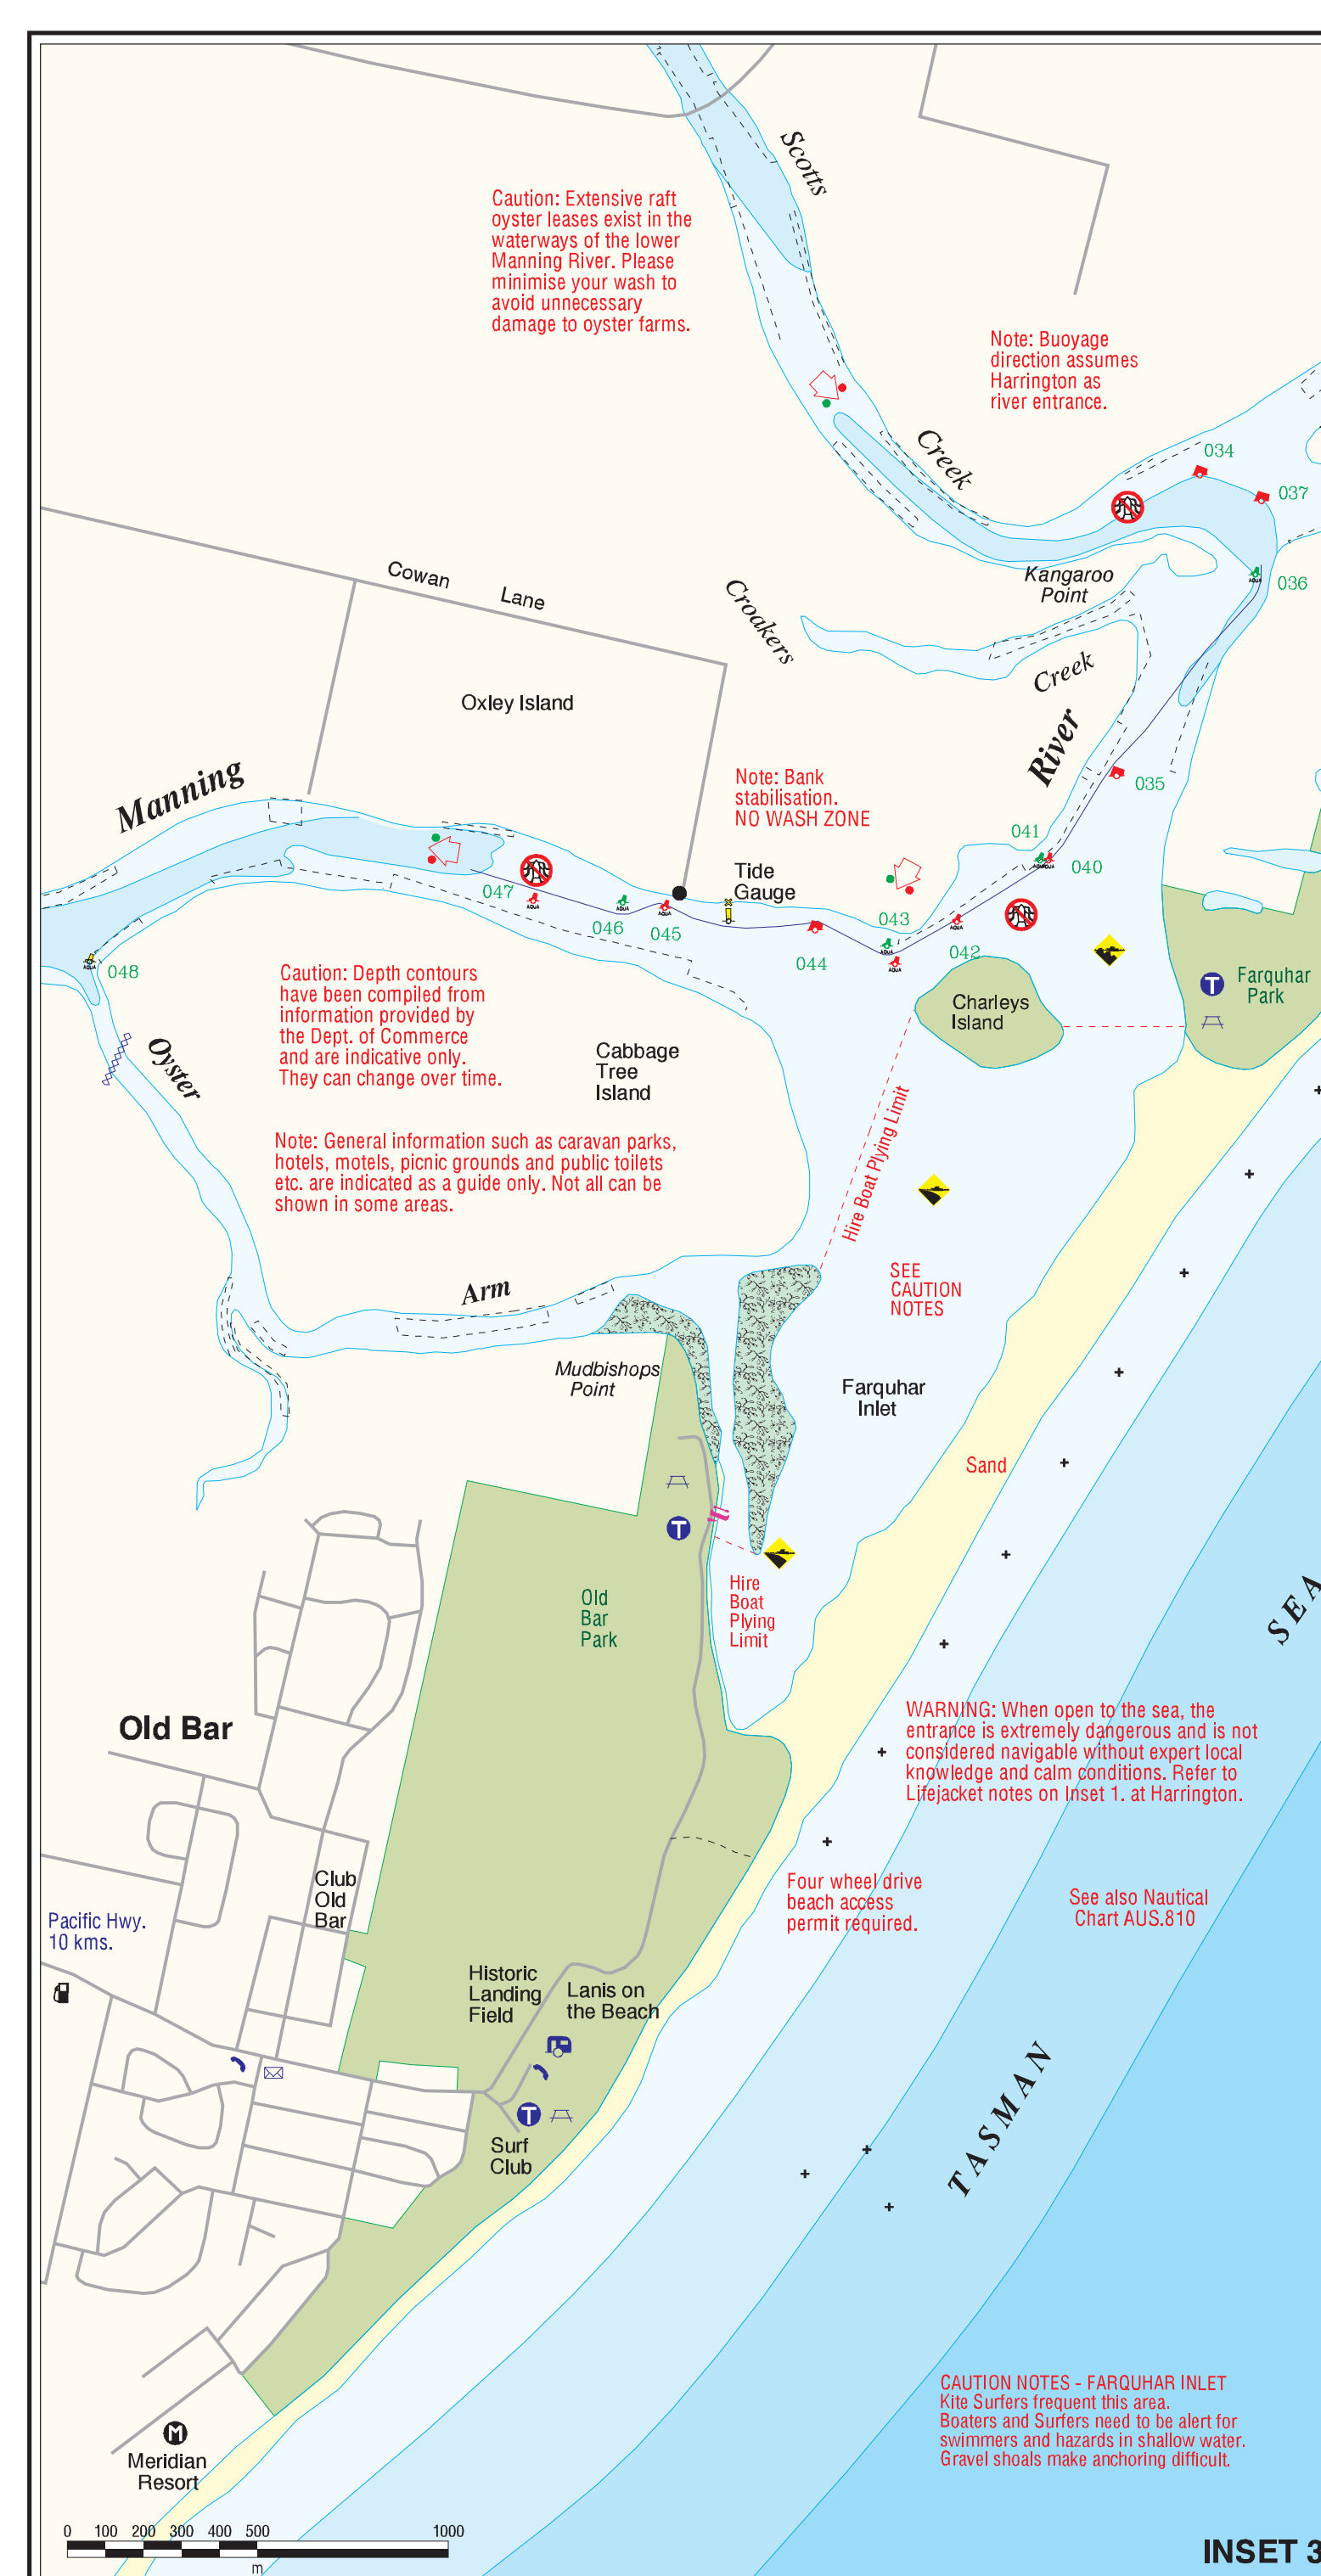 Scotts
Caution: Extensive raft
oyster leases exist in the
waterways of the lower
Manning River. Please
minimise your wash to
avoid unnecessary
damage to oyster farms.
Note: Buoyage
direction assumes
Harrington as
river entrance.
Creek
034
037
036
Kangaroo
Point
Cowan Lane
Croakers
Creek
Oxley Island
River
Manning
Note: Bank
stabilisation.
NO WASH ZONE
035
041
040
Tide
Gauge
047
046
045
043
042
044
048
AQUA
AQUA
AQUA
AQUA
AQUA
AQUA
AQUA
Farquhar
Park
T
Charleys
Island
Caution: Depth contours
have been compiled from
information provided by
the Dept. of Commerce
and are indicative only.
They can change over time.
Oyster
Cabbage
Tree
Island
Hire Boat Plying Limit
Note: General information such as caravan parks,
hotels, motels, picnic grounds and public toilets
etc. are indicated as a guide only. Not all can be
shown in some areas.
SEE
CAUTION
NOTES
Arm
Mudbishops
Point
Farquhar
Inlet
Sand
T
Hire
Boat
Plying
Limit
Old
Bar
Park
SEA
Old Bar
WARNING: When open to the sea, the
entrance is extremely dangerous and is not
considered navigable without expert local
knowledge and calm conditions. Refer to
Lifejacket notes on Inset 1. at Harrington.
Club
Old
Bar
Four wheel drive
beach access
permit required.
See also Nautical
Chart AUS.810
Pacific Hwy.
10 kms.
Historic
Landing
Field
Lanis on
the Beach
T
Surf
Club
TASMAN
CAUTION NOTES - FARQUHAR INLET
Kite Surfers frequent this area.
Boaters and Surfers need to be alert for
swimmers and hazards in shallow water.
Gravel shoals make anchoring difficult.
M
Meridian
Resort
0 100 200 300 400 500 1000
m
INSET 3